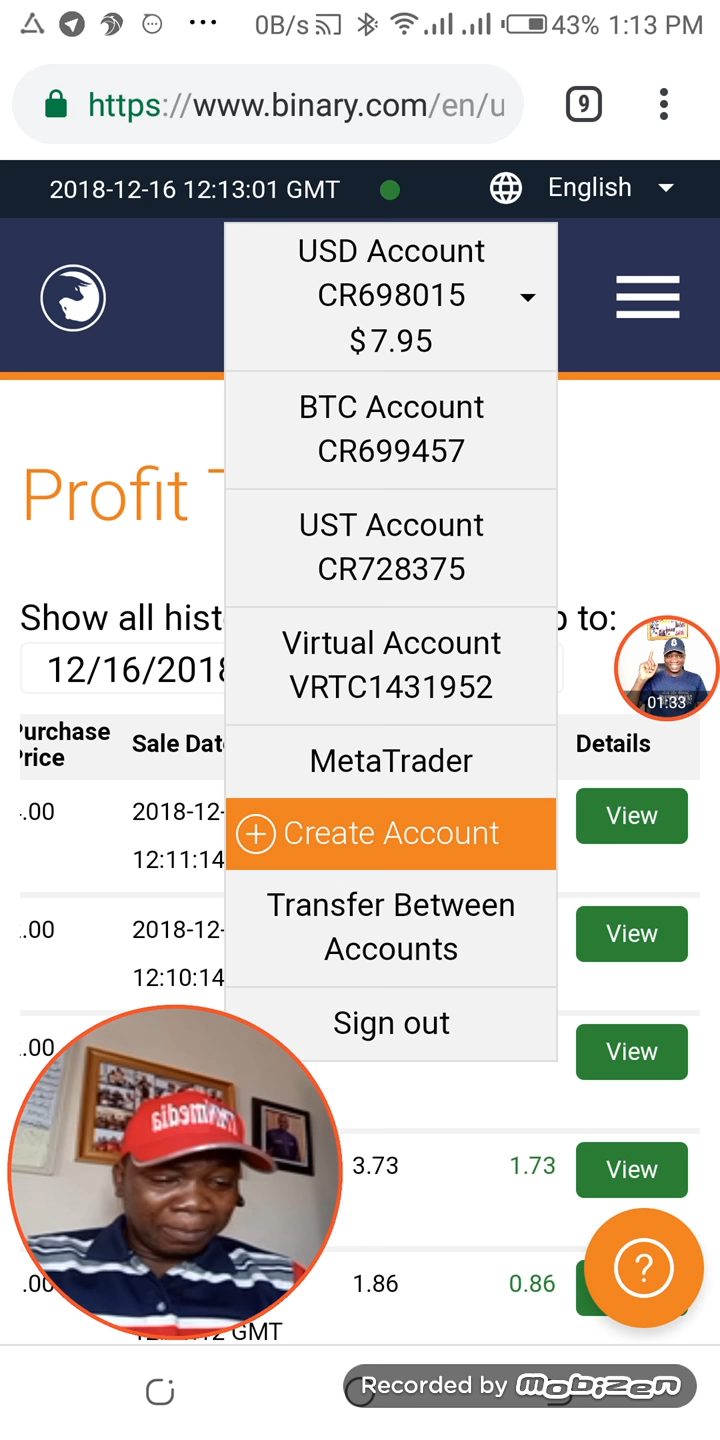 0B/s 43% 1:13 PM
https://www.binary.com/en/u
9
2018-12-16 12:13:01 GMT English
USD Account
CR698015
$7.95
BTC Account
CR699457
UST Account
CR728375
Virtual Account
VRTC1431952
MetaTrader
Create Account
Transfer Between
Accounts
Sign out
Profit
Show all to:
12/16/2018
01:33
Purchase
Price
Sale Details
.00 2018-12- View
12:11:14
.00 2018-12- View
12:10:14
.00 View
3.73 1.73 View
.00 1.86 0.86
?
GMT
Recorded by mobizen